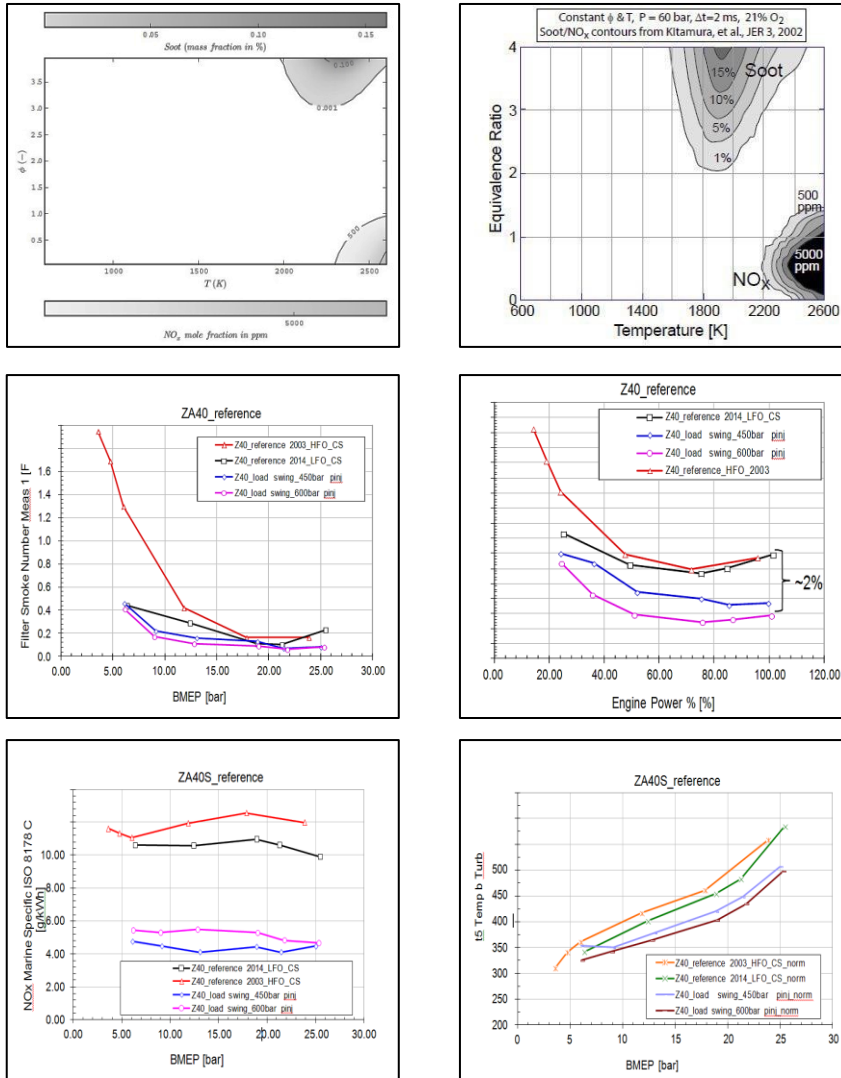 0.05 0.10 0.15
Soot (mass fraction in %)
3.5
3.0
2.5
2.0
1.5
1.0
0.5
ϕ (−)
0.100
0.001
500
1000 1500 2000 2500
T (K)
5000
NOx mole fraction in ppm
Constant ϕ & T, P = 60 bar, Δt=2 ms, 21% O2
Soot/NOx contours from Kitamura, et al., JER 3, 2002
4
3
2
1
0
Equivalence Ratio
15% Soot
10%
5%
1%
500
ppm
5000
ppm
NOx
600 1000 1400 1800 2200 2600
Temperature [K]
ZA40_reference
Filter Smoke Number Meas 1 [F
1.6
1.4
1.2
1.0
0.8
0.6
0.4
0.2
0.0
Z40_reference 2003_HFO_CS
Z40_reference 2014_LFO_CS
Z40_load swing_450bar pinj
Z40_load swing_600bar pinj
0.00 5.00 10.00 15.00 20.00 25.00 30.00
BMEP [bar]
Z40_reference
Z40_reference 2014_LFO_CS
Z40_load swing_450bar pinj
Z40_load swing_600bar pinj
Z40_reference_HFO_2003
~2%
0.00 20.00 40.00 60.00 80.00 100.00 120.00
Engine Power % [%]
ZA40S_reference
NOx Marine Specific ISO 8178 C
[g/kWh]
10.00
8.00
6.00
4.00
2.00
0.00
Z40_reference 2014_LFO_CS
Z40_reference 2003_HFO_CS
Z40_load swing_450bar pinj
Z40_load swing_600bar pinj
0.00 5.00 10.00 15.00 20.00 25.00 30.00
BMEP [bar]
ZA40S_reference
t5 Temp b Turb
500
450
400
350
300
250
200
Z40_reference 2003_HFO_CS_norm
Z40_reference 2014_LFO_CS_norm
Z40_load swing_450bar pinj_norm
Z40_load swing_600bar pinj_norm
0 5 10 15 20 25 30
BMEP [bar]